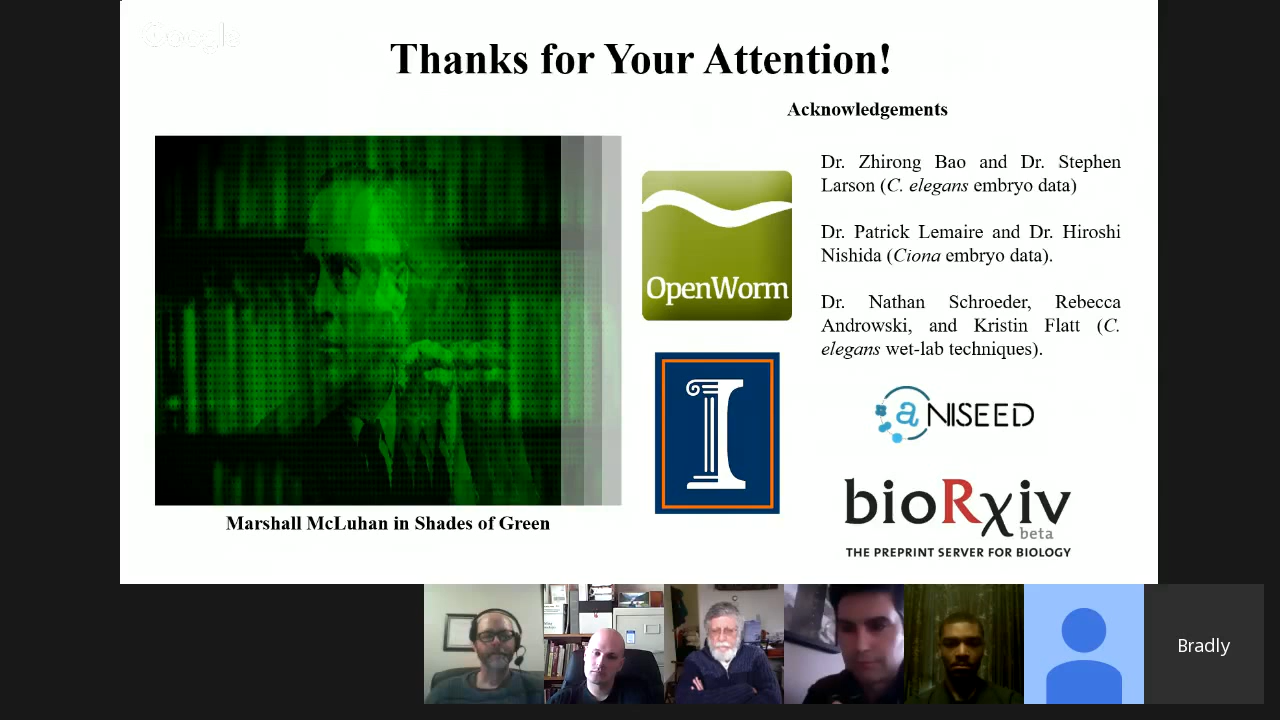 Google
Thanks for Your Attention!
Acknowledgements
Dr. Zhirong Bao and Dr. Stephen
Larson (C. elegans embryo data)
Dr. Patrick Lemaire and Dr. Hiroshi
Nishida (Ciona embryo data).
Dr. Nathan Schroeder, Rebecca
Androwski, and Kristin Flatt (C.
elegans wet-lab techniques).
OpenWorm
I
aNISEED
bioRxiv
beta
THE PREPRINT SERVER FOR BIOLOGY
Marshall McLuhan in Shades of Green
Bradly